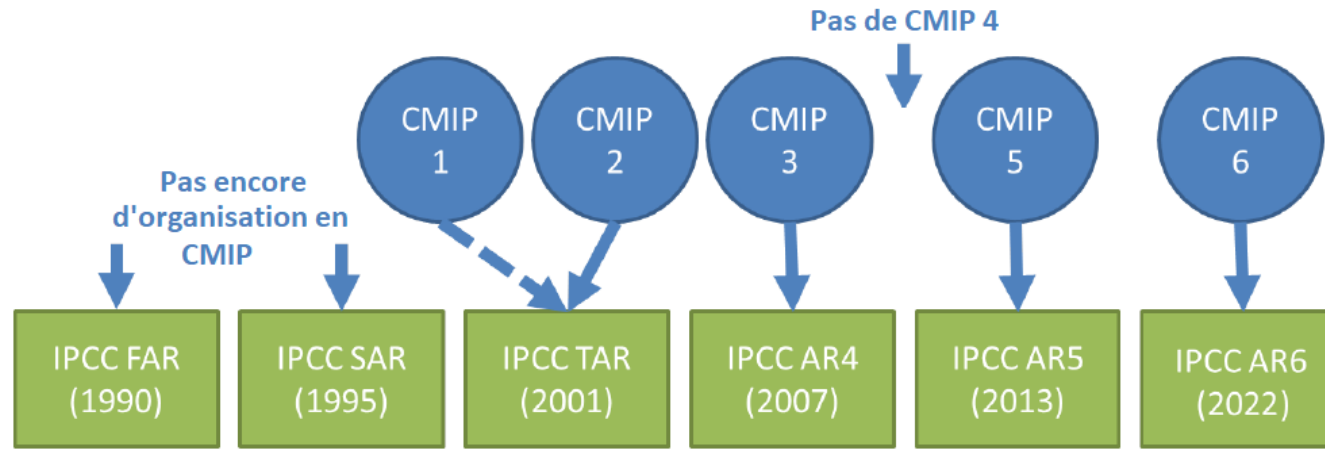 Pas de CMIP 4
CMIP
1
CMIP
2
CMIP
3
CMIP
5
CMIP
6
Pas encore
d'organisation en
CMIP
IPCC FAR
(1990)
IPCC SAR
(1995)
IPCC TAR
(2001)
IPCC AR4
(2007)
IPCC AR5
(2013)
IPCC AR6
(2022)